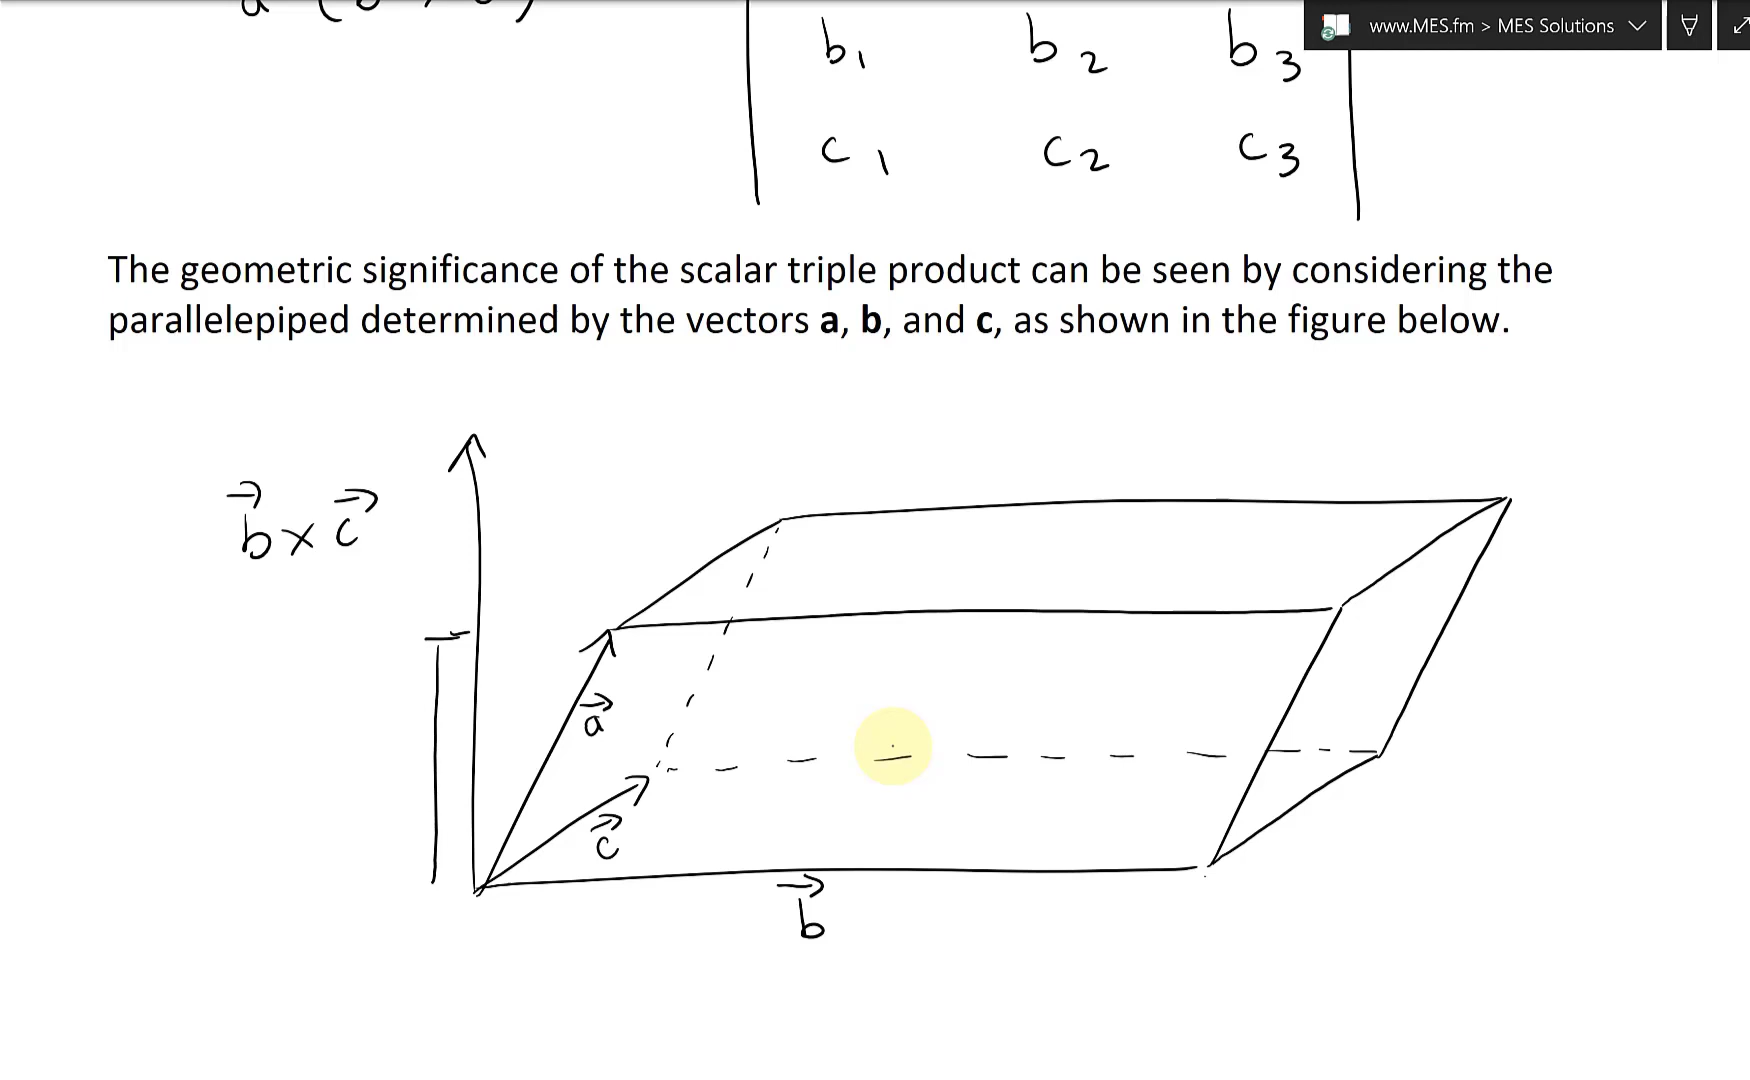 www.MES.fm > MES Solutions
b₁ b₂ b₃
c₁ c₂ c₃
The geometric significance of the scalar triple product can be seen by considering the
parallelepiped determined by the vectors a, b, and c, as shown in the figure below.
b⃗ × c⃗
a⃗
c⃗
b⃗